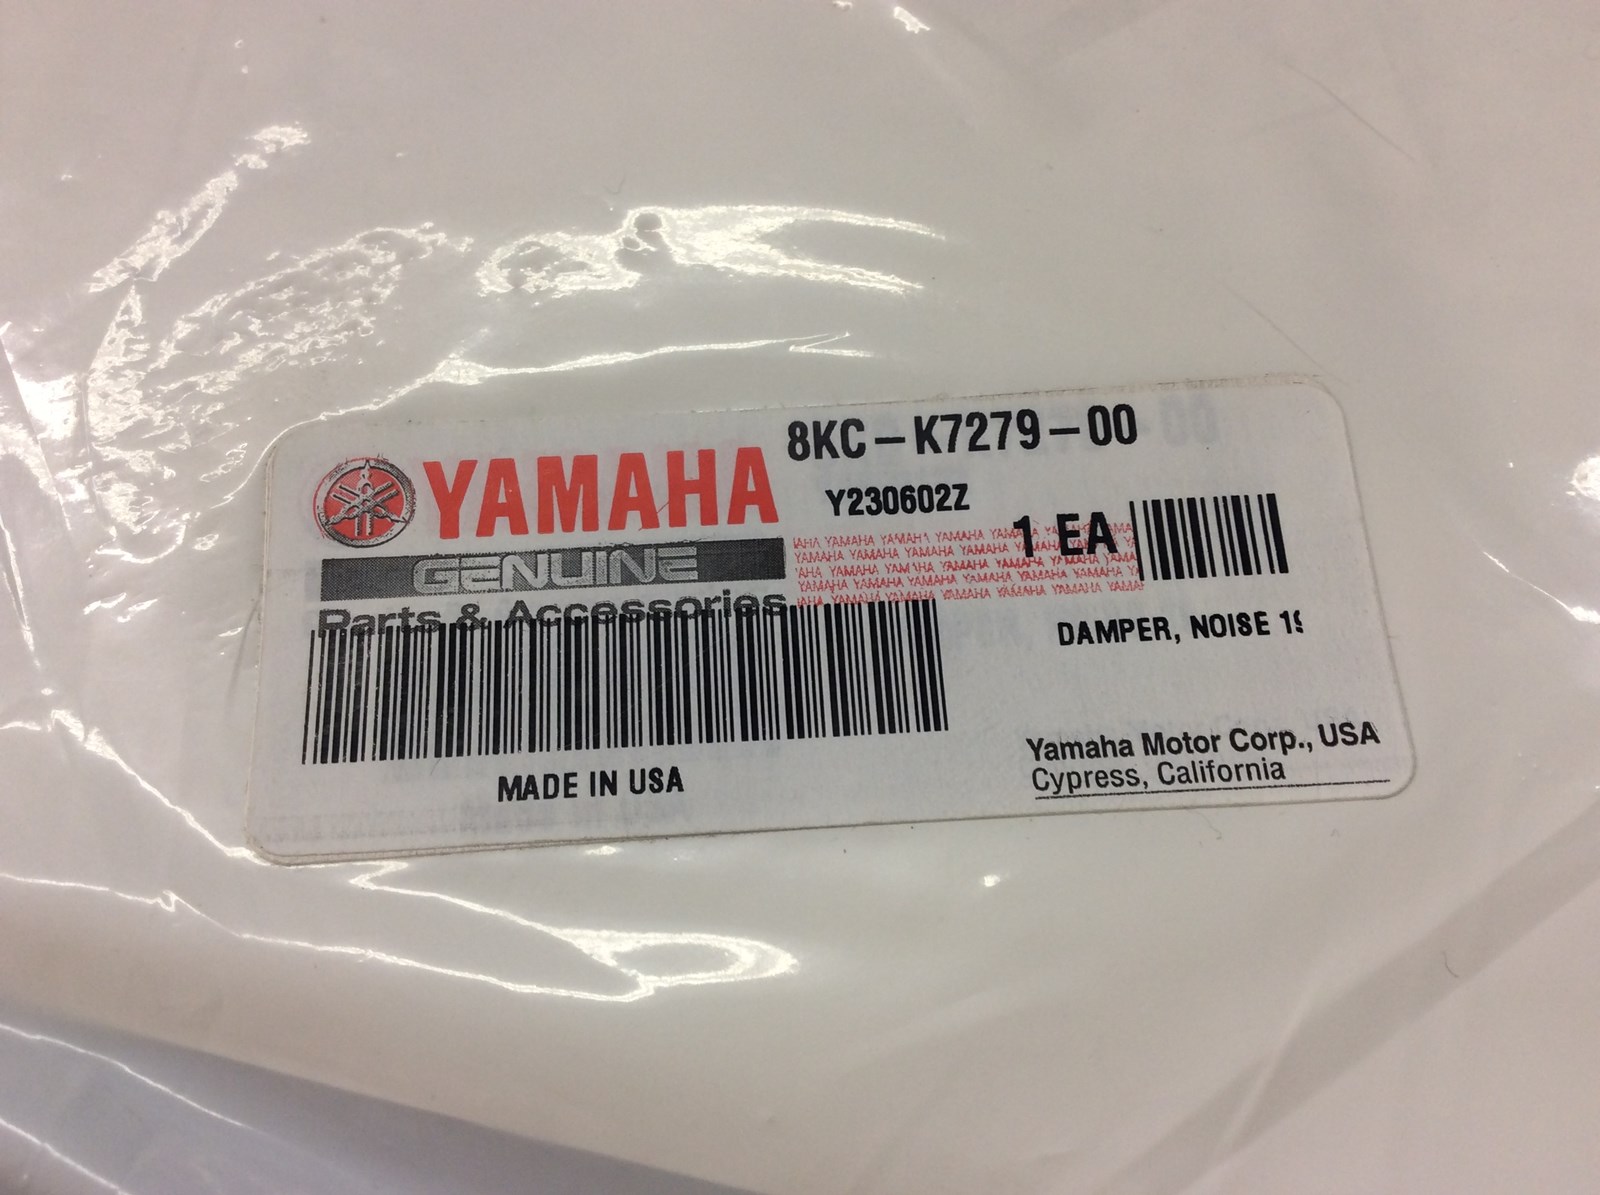 8KC-K7279-00
YAMAHA
Y230602Z
1 EA
GENUINE
Parts & Accessories
DAMPER, NOISE
MADE IN USA
Yamaha Motor Corp., USA
Cypress, California